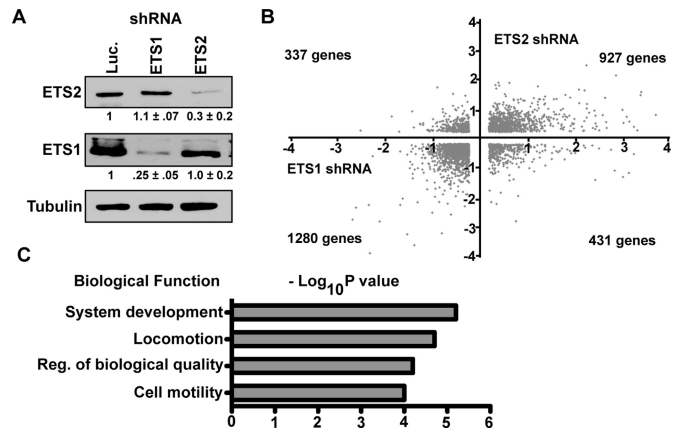 A
shRNA
Luc.
ETS1
ETS2
ETS2
1 1.1 ± .07 0.3 ± 0.2
ETS1
1 .25 ± .05 1.0 ± 0.2
Tubulin
B
4
ETS2 shRNA
337 genes
3
927 genes
2
1
-4 -3 -2 -1 0 1 2 3 4
ETS1 shRNA
-1
-2
1280 genes
-3
431 genes
-4
C
Biological Function - Log10P value
System development
Locomotion
Reg. of biological quality
Cell motility
0 1 2 3 4 5 6